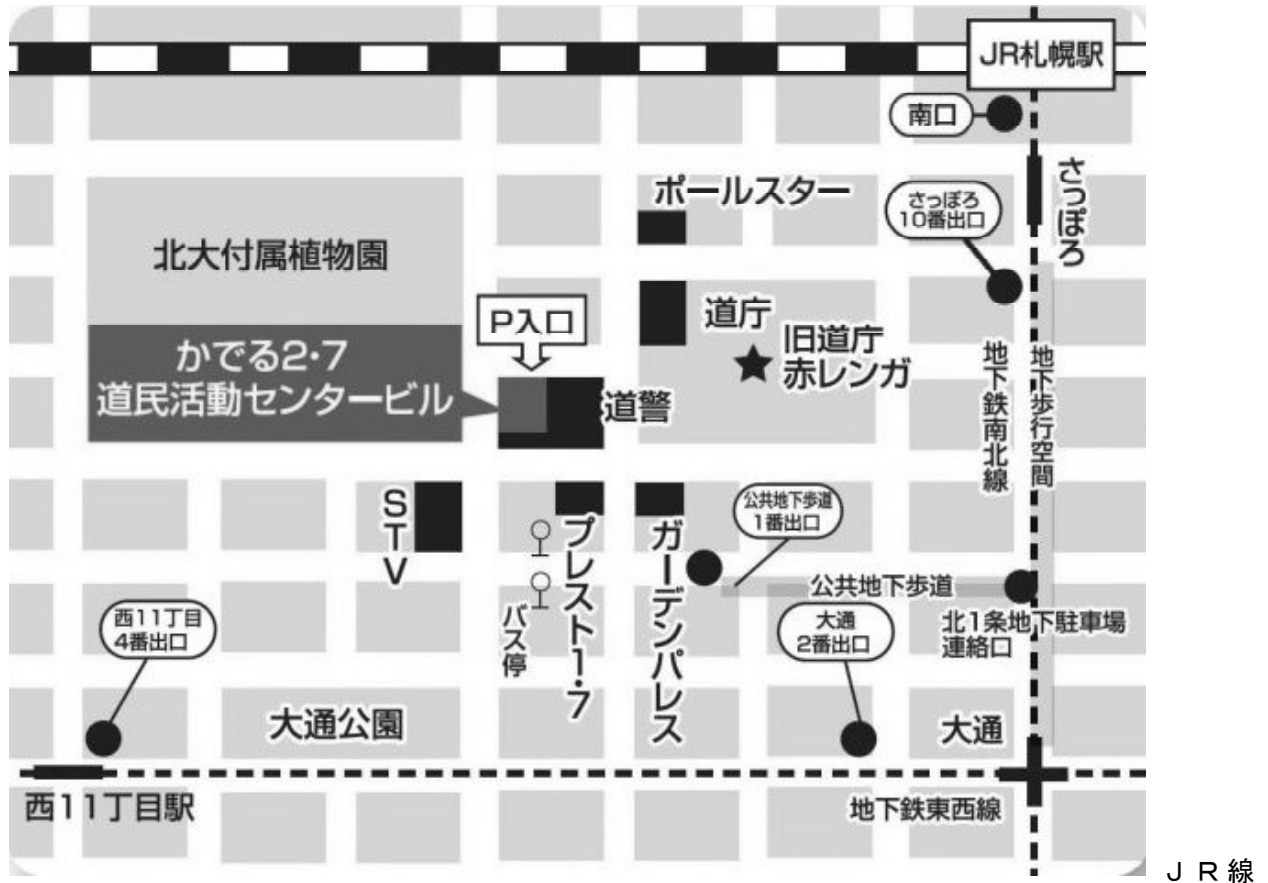 JR札幌駅
南口
さっぽろ
ポールスター
さっぽろ
10番出口
北大付属植物園
P入口
道庁
旧道庁
赤レンガ
かでる2・7
道民活動センタービル
道警
地下鉄南北線
地下歩行空間
STV
プレスト1・7
ガーデンパレス
公共地下歩道
1番出口
公共地下歩道
バス停
西11丁目
4番出口
大通
2番出口
北1条地下駐車場
連絡口
大通公園
大通
西11丁目駅
地下鉄東西線
ＪＲ線